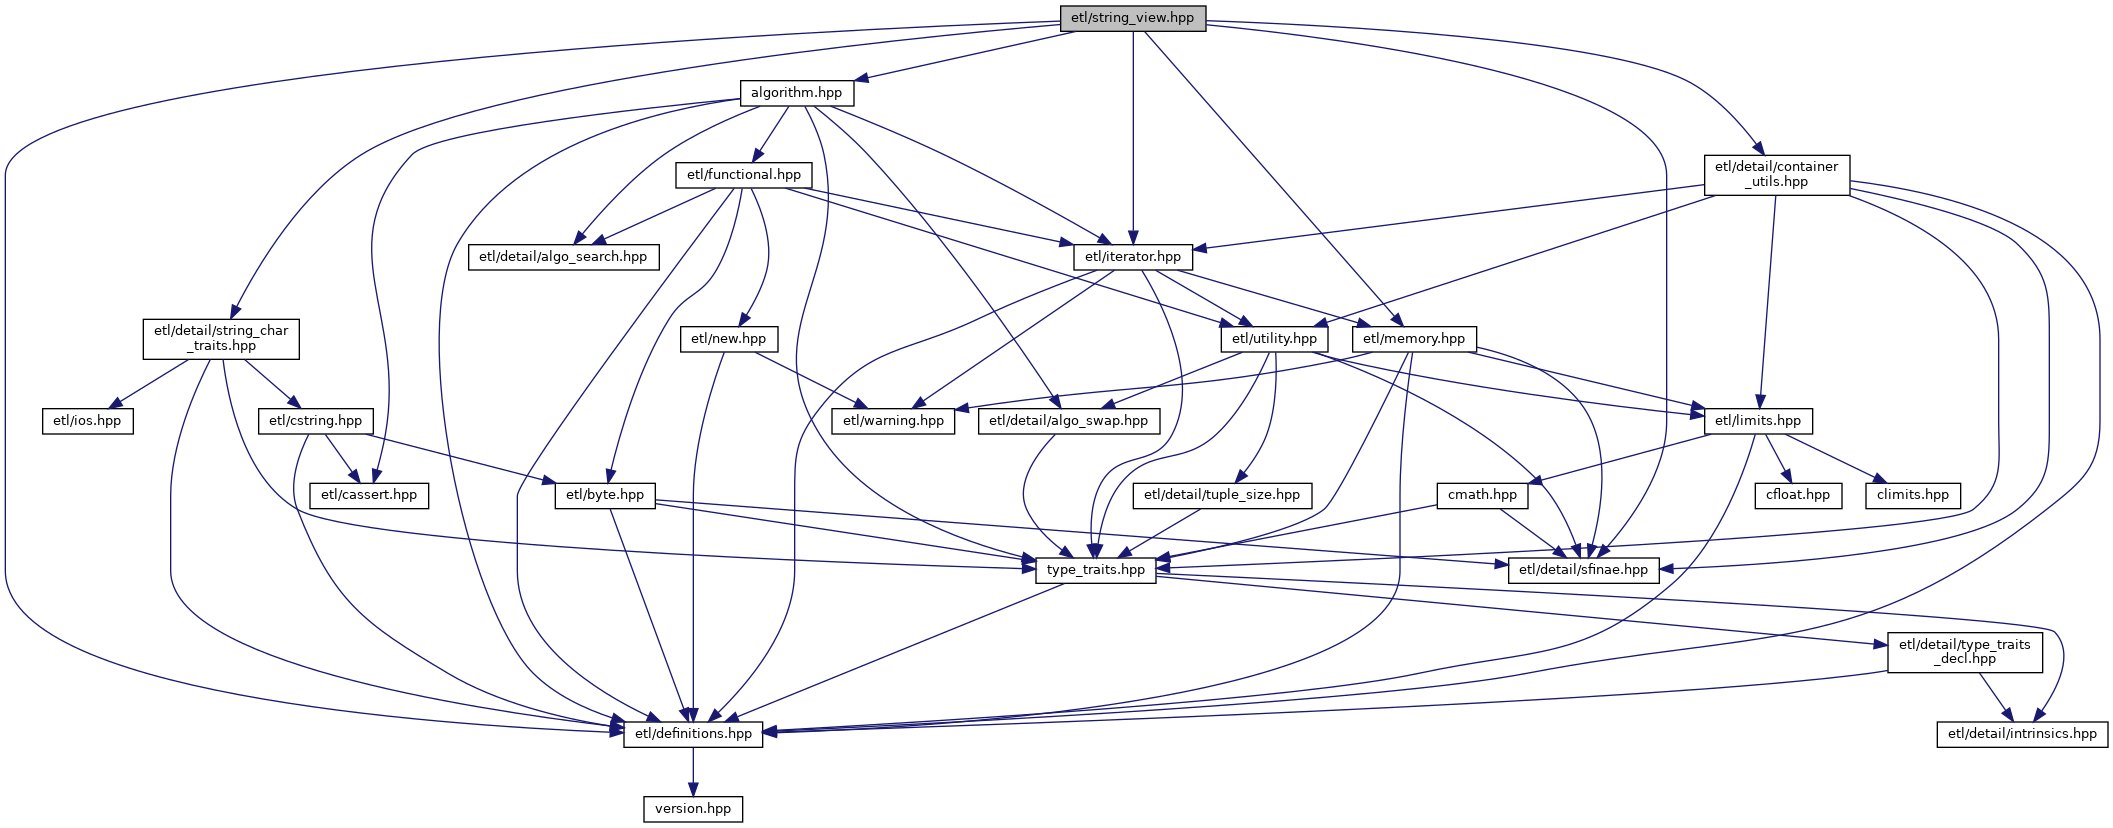 etl/string_view.hpp
algorithm.hpp
etl/functional.hpp
etl/detail/container
_utils.hpp
etl/detail/algo_search.hpp
etl/iterator.hpp
etl/detail/string_char
_traits.hpp
etl/new.hpp
etl/utility.hpp
etl/memory.hpp
etl/ios.hpp
etl/cstring.hpp
etl/warning.hpp
etl/detail/algo_swap.hpp
etl/limits.hpp
etl/cassert.hpp
etl/byte.hpp
etl/detail/tuple_size.hpp
cmath.hpp
cfloat.hpp
climits.hpp
type_traits.hpp
etl/detail/sfinae.hpp
etl/detail/type_traits
_decl.hpp
etl/definitions.hpp
etl/detail/intrinsics.hpp
version.hpp